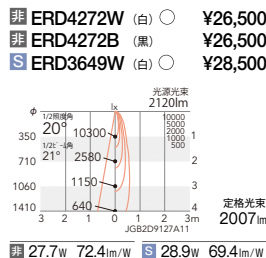 非 ERD4272W (白) ○ ¥26,500
非 ERD4272B (黒) ¥26,500
S ERD3649W (白) ○ ¥28,500
光源光束
2120lm
φ
lx
1/2照度角
20°
1/2ビーム角
21°
10000
5000
2000
1000
500
350 10300 1
710 2580 2
1060 1150 3
1410 640 4
3 2 1 0 1 2 3m
JGB2D9127A11
定格光束
2007lm
非 27.7W 72.4lm/W S 28.9W 69.4lm/W